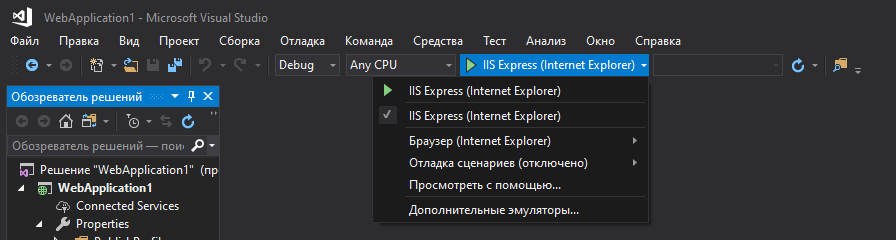 WebApplication1 - Microsoft Visual Studio
Файл Правка Вид Проект Сборка Отладка Команда Средства Тест Анализ Окно Справка
Debug Any CPU IIS Express (Internet Explorer)
Обозреватель решений
IIS Express (Internet Explorer)
IIS Express (Internet Explorer)
Браузер (Internet Explorer)
Отладка сценариев (отключено)
Просмотреть с помощью...
Дополнительные эмуляторы...
Обозреватель решений — пои
Решение "WebApplication1" (пр
WebApplication1
Connected Services
Properties